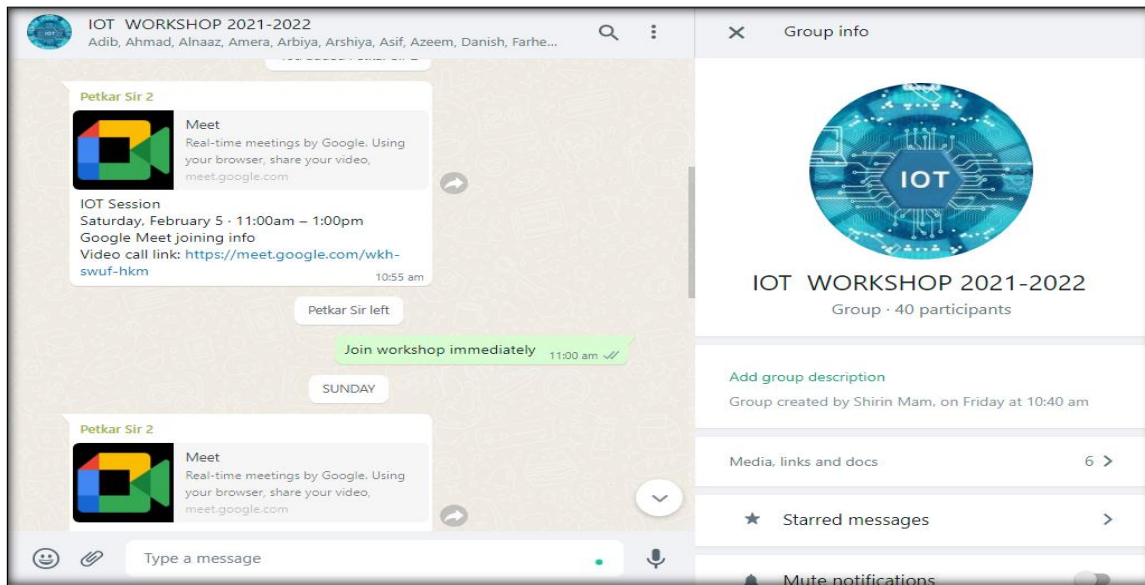 IOT WORKSHOP 2021-2022
Adib, Ahmad, Alnaaz, Amera, Arbiya, Arshiya, Asif, Azeem, Danish, Farhe...
Petkar Sir 2
Meet
Real-time meetings by Google. Using
your browser, share your video,
meet.google.com
IOT Session
Saturday, February 5 · 11:00am – 1:00pm
Google Meet joining info
Video call link: https://meet.google.com/wkh-
swuf-hkm
10:55 am
Petkar Sir left
Join workshop immediately 11:00 am
SUNDAY
Petkar Sir 2
Meet
Real-time meetings by Google. Using
your browser, share your video,
meet.google.com
Type a message
Group info
IOT
IOT WORKSHOP 2021-2022
Group · 40 participants
Add group description
Group created by Shirin Mam, on Friday at 10:40 am
Media, links and docs 6
Starred messages
Mute notifications